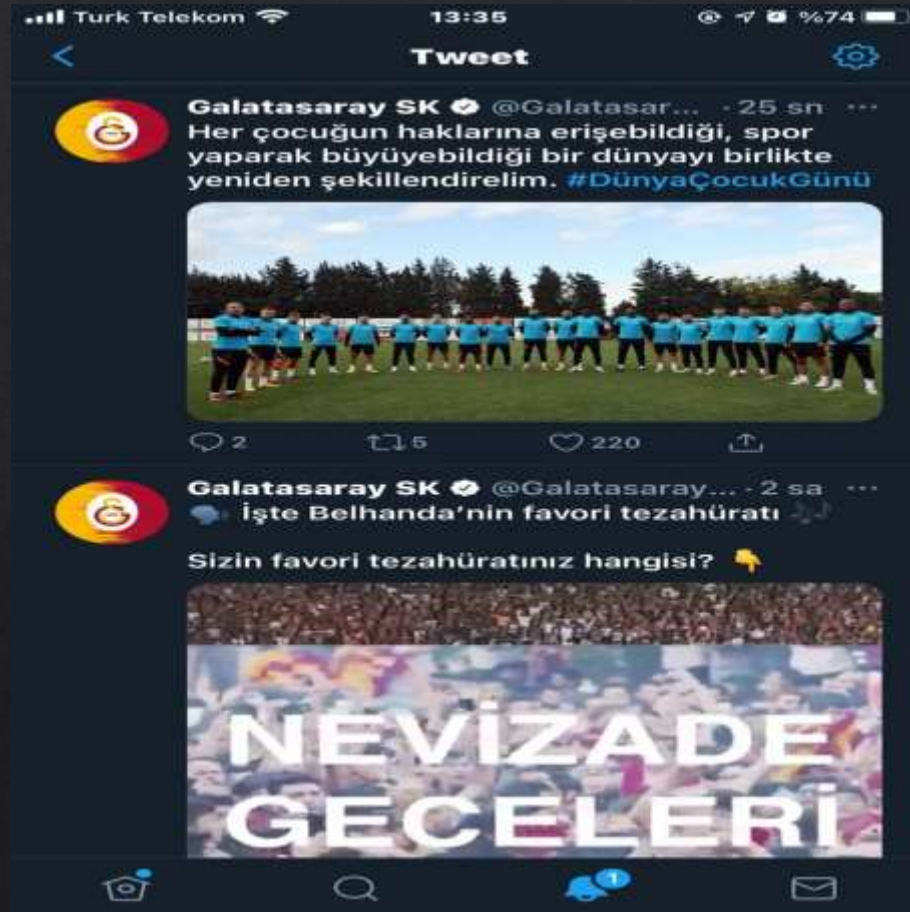 Turk Telekom 13:35 %74
Tweet
Galatasaray SK @Galatasar... · 25 sn
Her çocuğun haklarına erişebildiği, spor
yaparak büyüyebildiği bir dünyayı birlikte
yeniden şekillendirelim. #DünyaÇocukGünü
2 5 220
Galatasaray SK @Galatasaray... · 2 sa
İşte Belhanda'nin favori tezahüratı
Sizin favori tezahüratınız hangisi?
NEVİZADE
GECELERİ
1